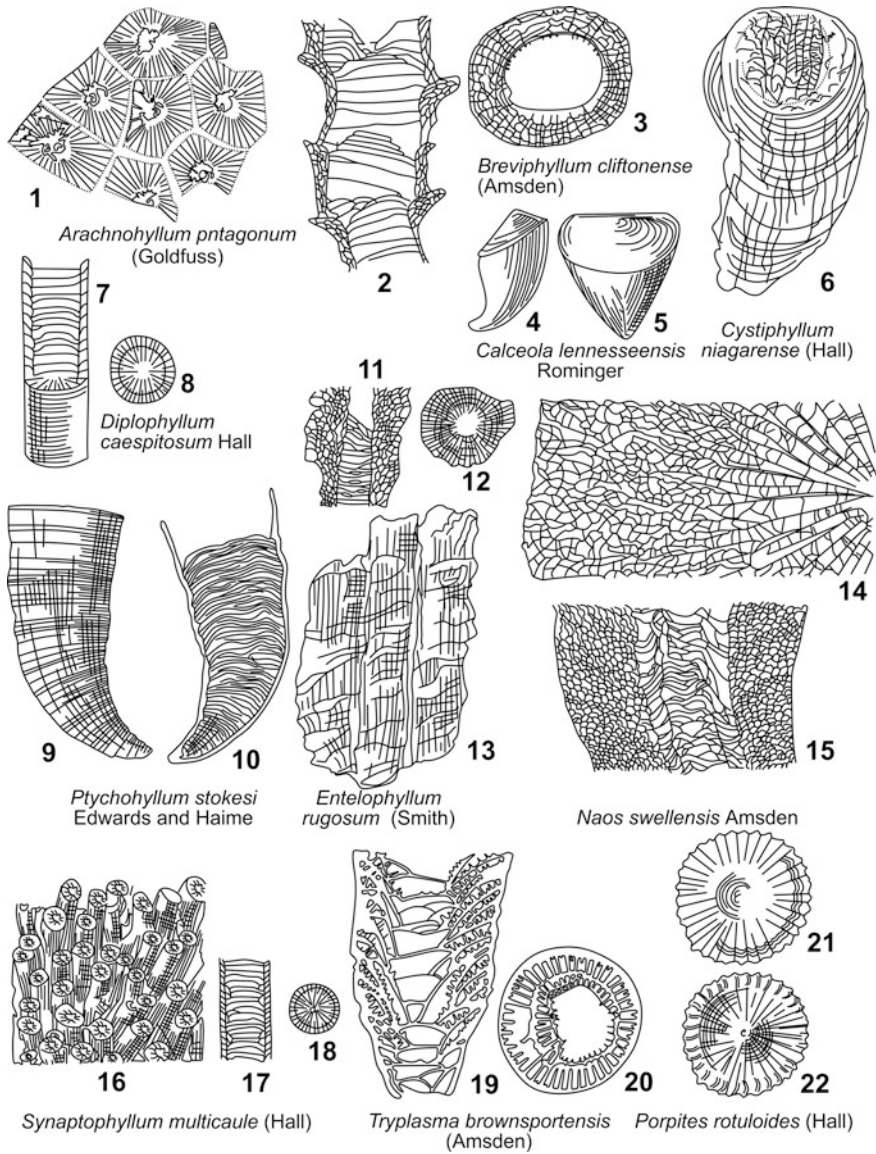 1
Arachnohyllum pntagonum
(Goldfuss)
2
3
Breviphyllum cliftonense
(Amsden)
4
5
Calceola lennesseensis
Rominger
6
Cystiphyllum
niagarense (Hall)
7
8
Diplophyllum
caespitosum Hall
11
12
9
10
Ptychohyllum stokesi
Edwards and Haime
13
Entelophyllum
rugosum (Smith)
14
15
Naos swellensis Amsden
16
17
18
Synaptophyllum multicaule (Hall)
19
20
Tryplasma brownsportensis
(Amsden)
21
22
Porpites rotuloides (Hall)